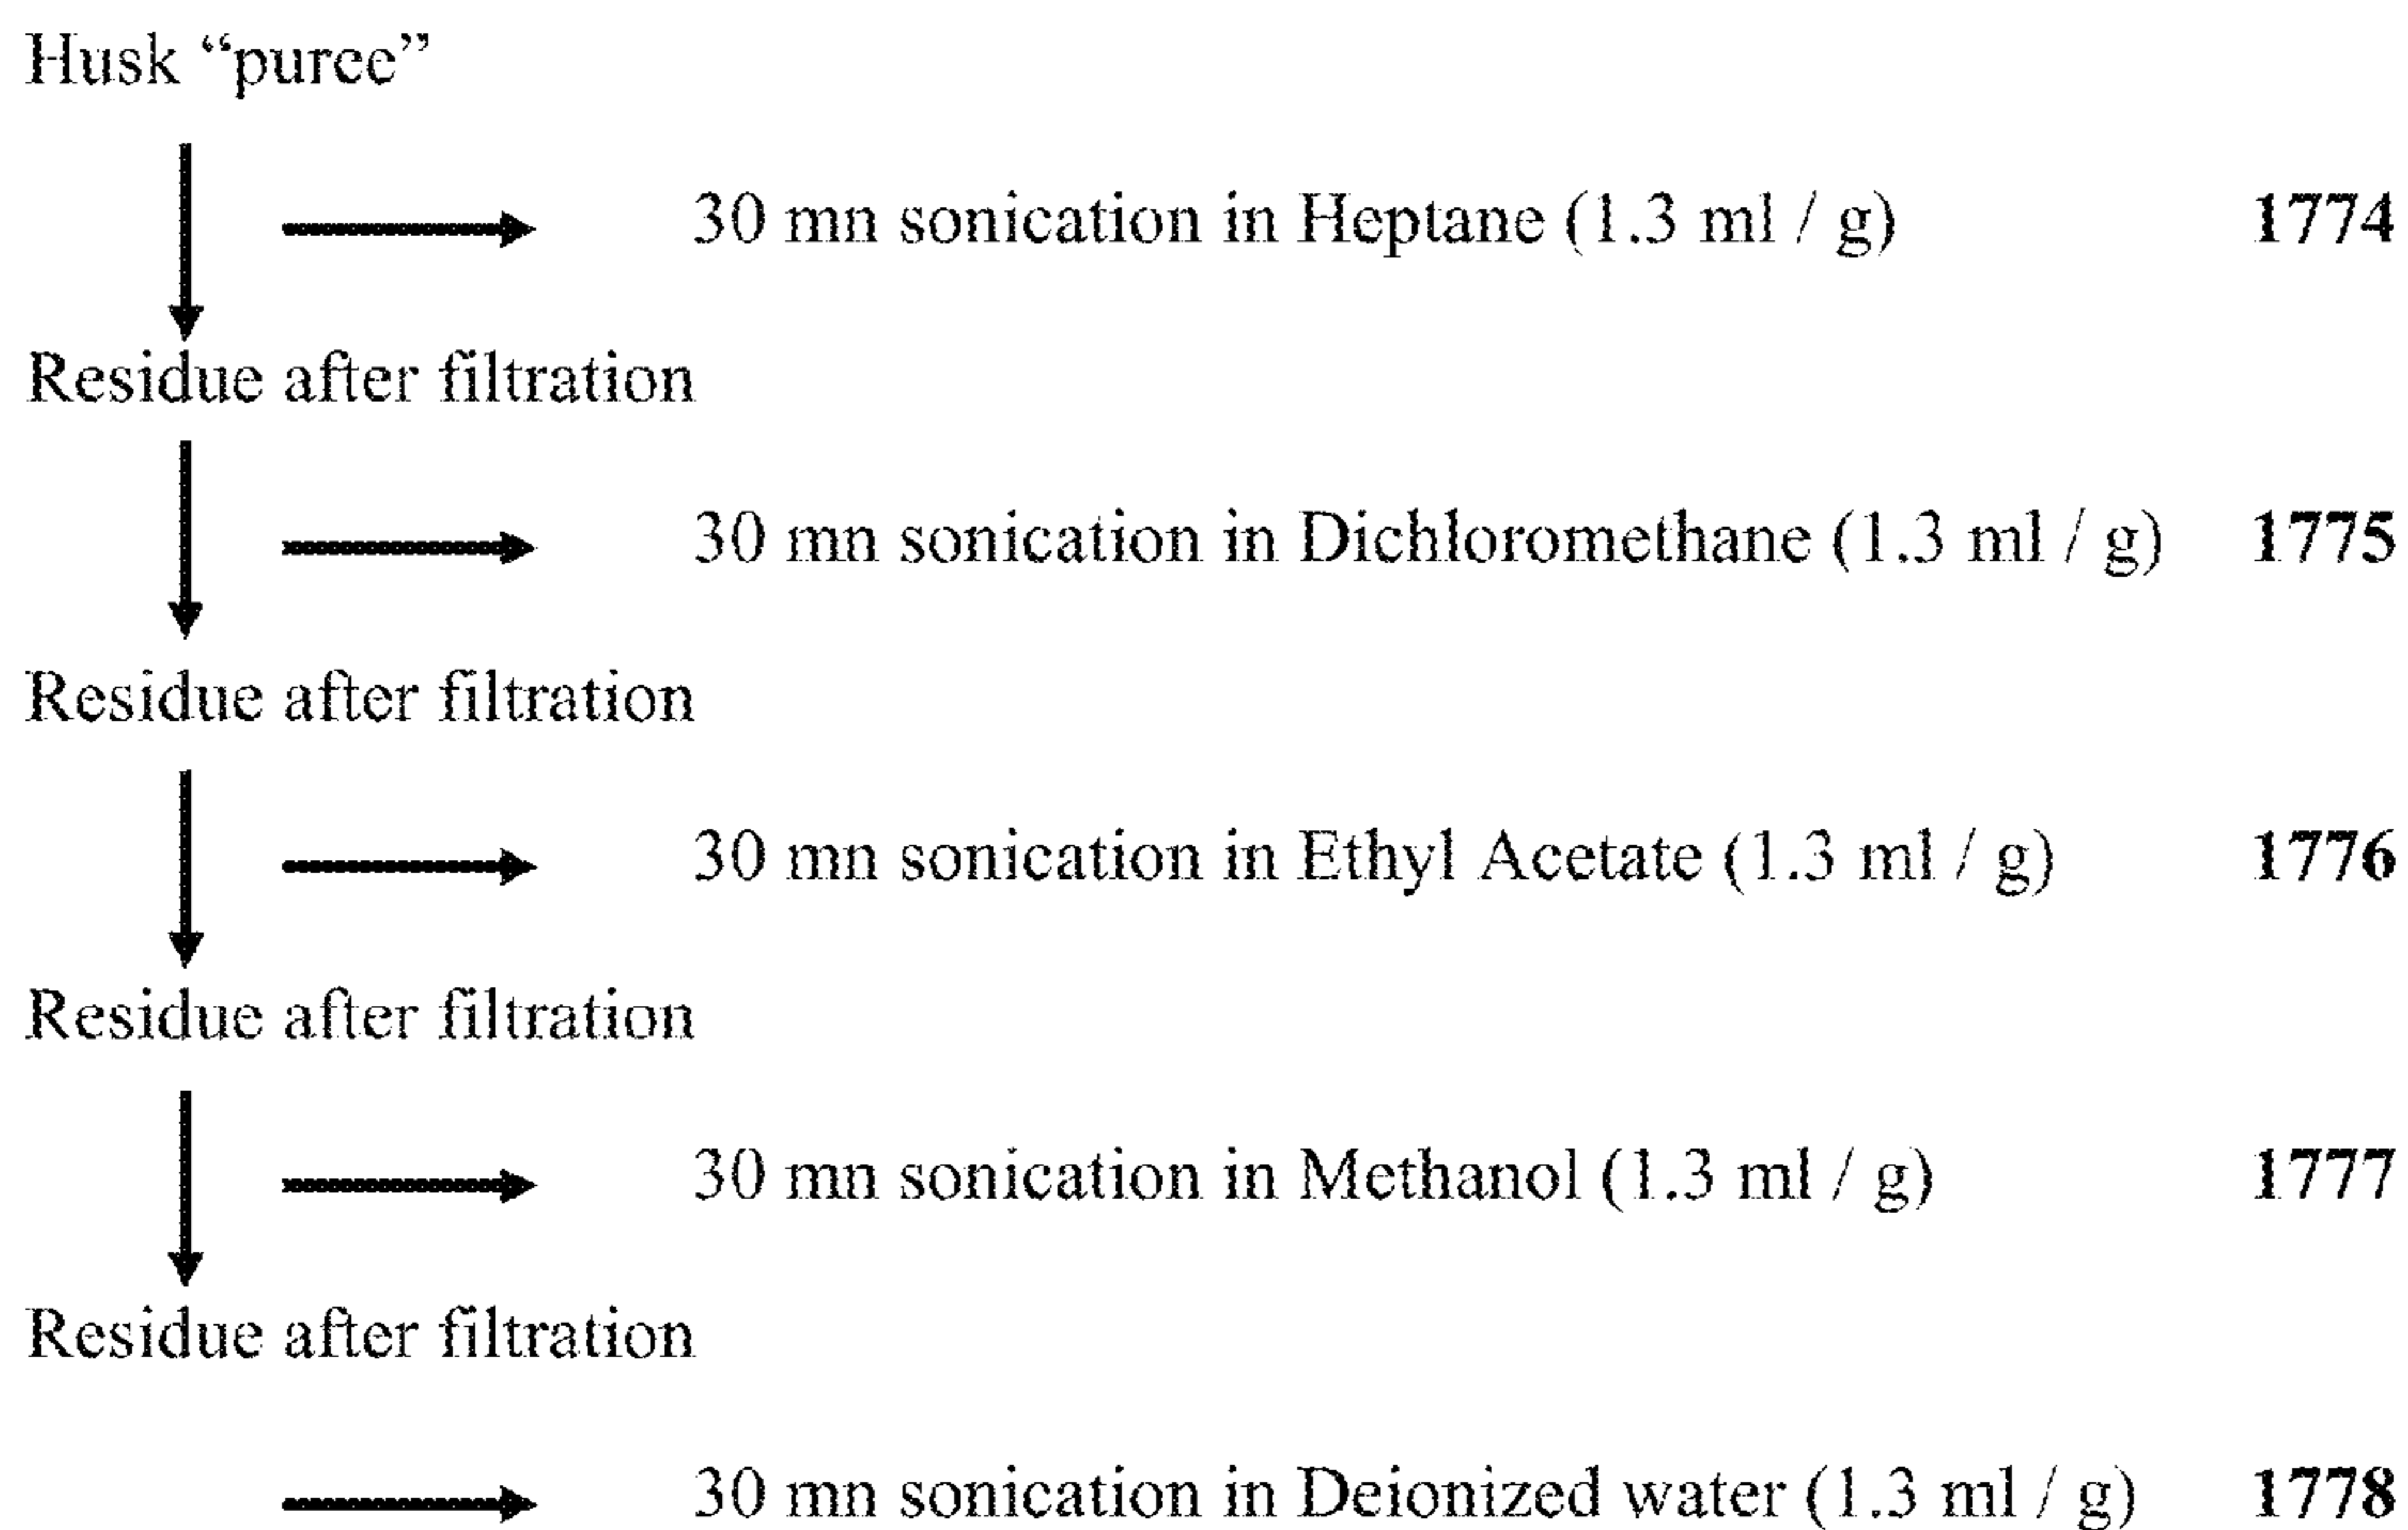 Husk “puree”
30 mn sonication in Heptane (1.3 ml / g) 1774
Residue after filtration
30 mn sonication in Dichloromethane (1.3 ml / g) 1775
Residue after filtration
30 mn sonication in Ethyl Acetate (1.3 ml / g) 1776
Residue after filtration
30 mn sonication in Methanol (1.3 ml / g) 1777
Residue after filtration
30 mn sonication in Deionized water (1.3 ml / g) 1778